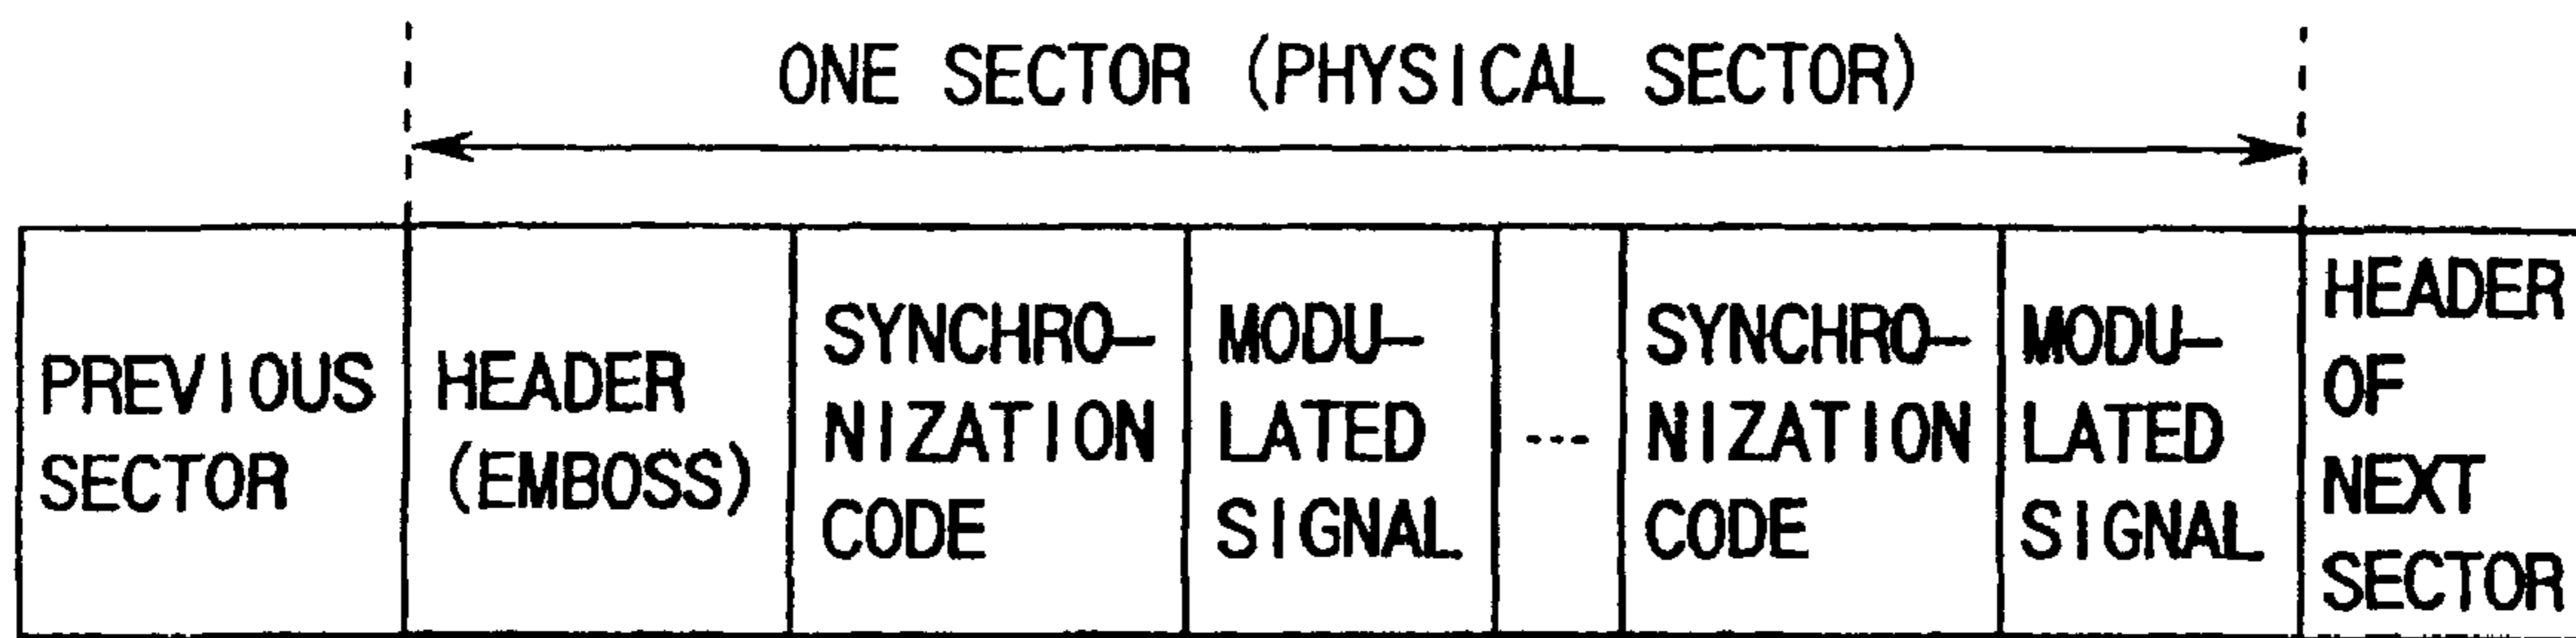 ONE SECTOR (PHYSICAL SECTOR)
PREVIOUS
SECTOR
HEADER
(EMBOSS)
SYNCHRO-
NIZATION
CODE
MODU-
LATED
SIGNAL
---
SYNCHRO-
NIZATION
CODE
MODU-
LATED
SIGNAL
HEADER
OF
NEXT
SECTOR